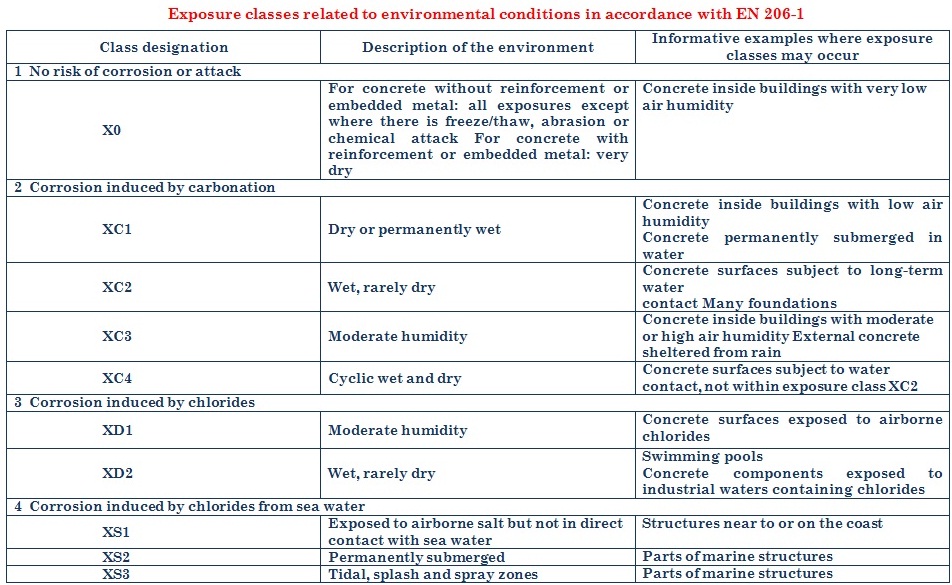 Exposure classes related to environmental conditions in accordance with EN 206-1
Class designation
Description of the environment
Informative examples where exposure
classes may occur
1 No risk of corrosion or attack
X0
For concrete without reinforcement or
embedded metal: all exposures except
where there is freeze/thaw, abrasion or
chemical attack For concrete with
reinforcement or embedded metal: very
dry
Concrete inside buildings with very low
air humidity
2 Corrosion induced by carbonation
XC1
Dry or permanently wet
Concrete inside buildings with low air
humidity
Concrete permanently submerged in
water
XC2
Wet, rarely dry
Concrete surfaces subject to long-term
water
contact Many foundations
XC3
Moderate humidity
Concrete inside buildings with moderate
or high air humidity External concrete
sheltered from rain
XC4
Cyclic wet and dry
Concrete surfaces subject to water
contact, not within exposure class XC2
3 Corrosion induced by chlorides
XD1
Moderate humidity
Concrete surfaces exposed to airborne
chlorides
XD2
Wet, rarely dry
Swimming pools
Concrete components exposed to
industrial waters containing chlorides
4 Corrosion induced by chlorides from sea water
XS1
Exposed to airborne salt but not in direct
contact with sea water
Structures near to or on the coast
XS2
Permanently submerged
Parts of marine structures
XS3
Tidal, splash and spray zones
Parts of marine structures